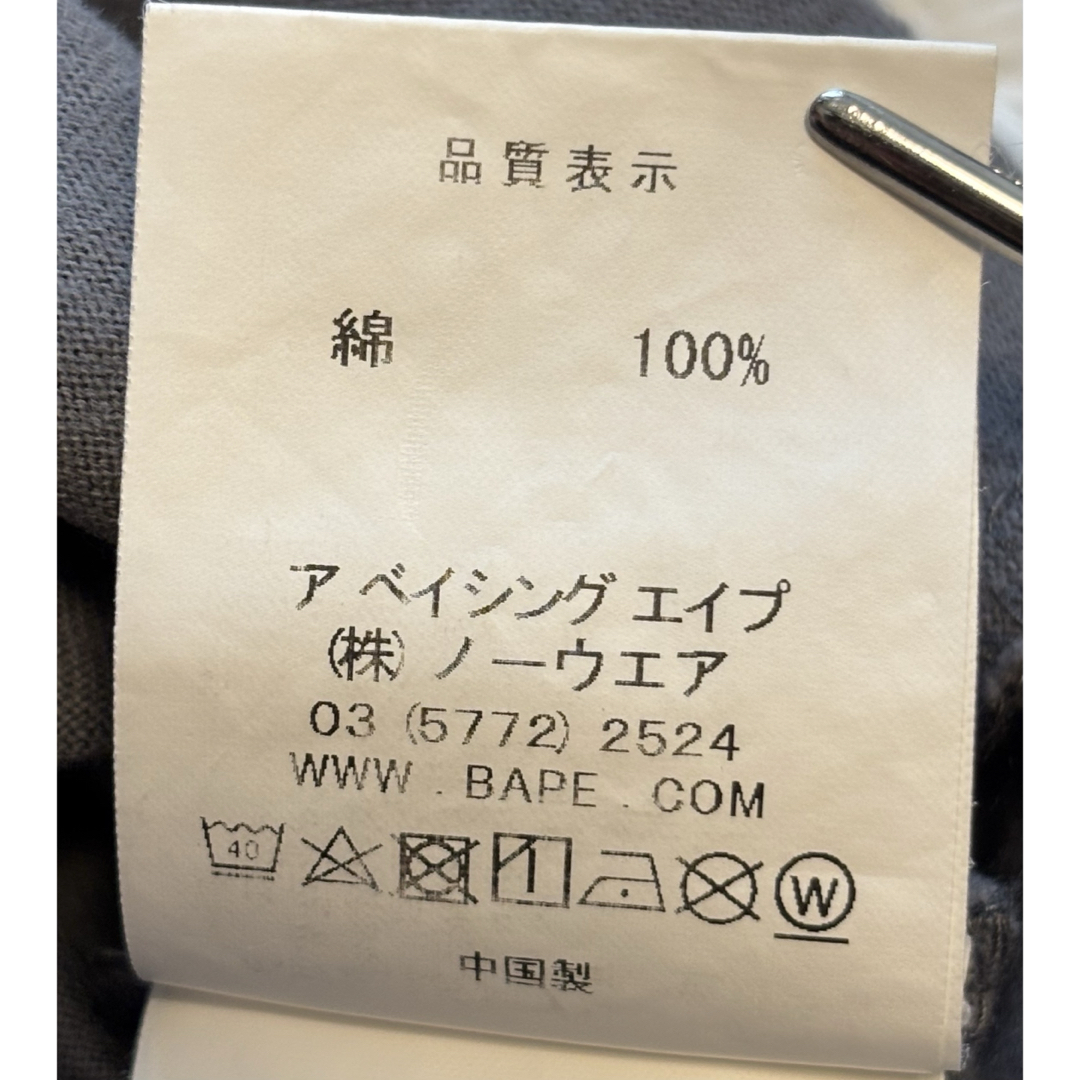 品質表示
綿 100%
ア ベイシング エイプ
(株) ノーウエア
03 (5772) 2524
WWW . BAPE . COM
40 W
中国製